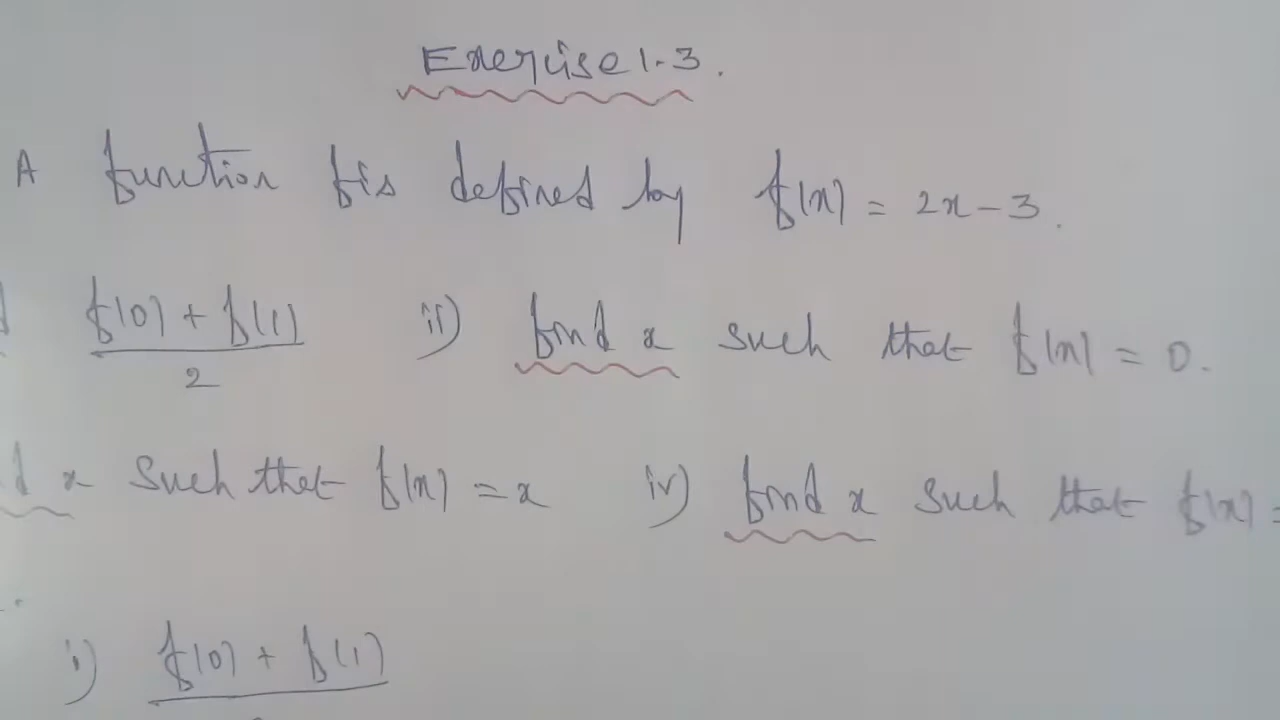 Exercise 1.3.
A function f is defined by f(x) = 2x - 3.
f(0) + f(1) ii) find x such that f(x) = 0.
2
x such that f(x) = x iv) find x such that f(x) =
i) f(0) + f(1)